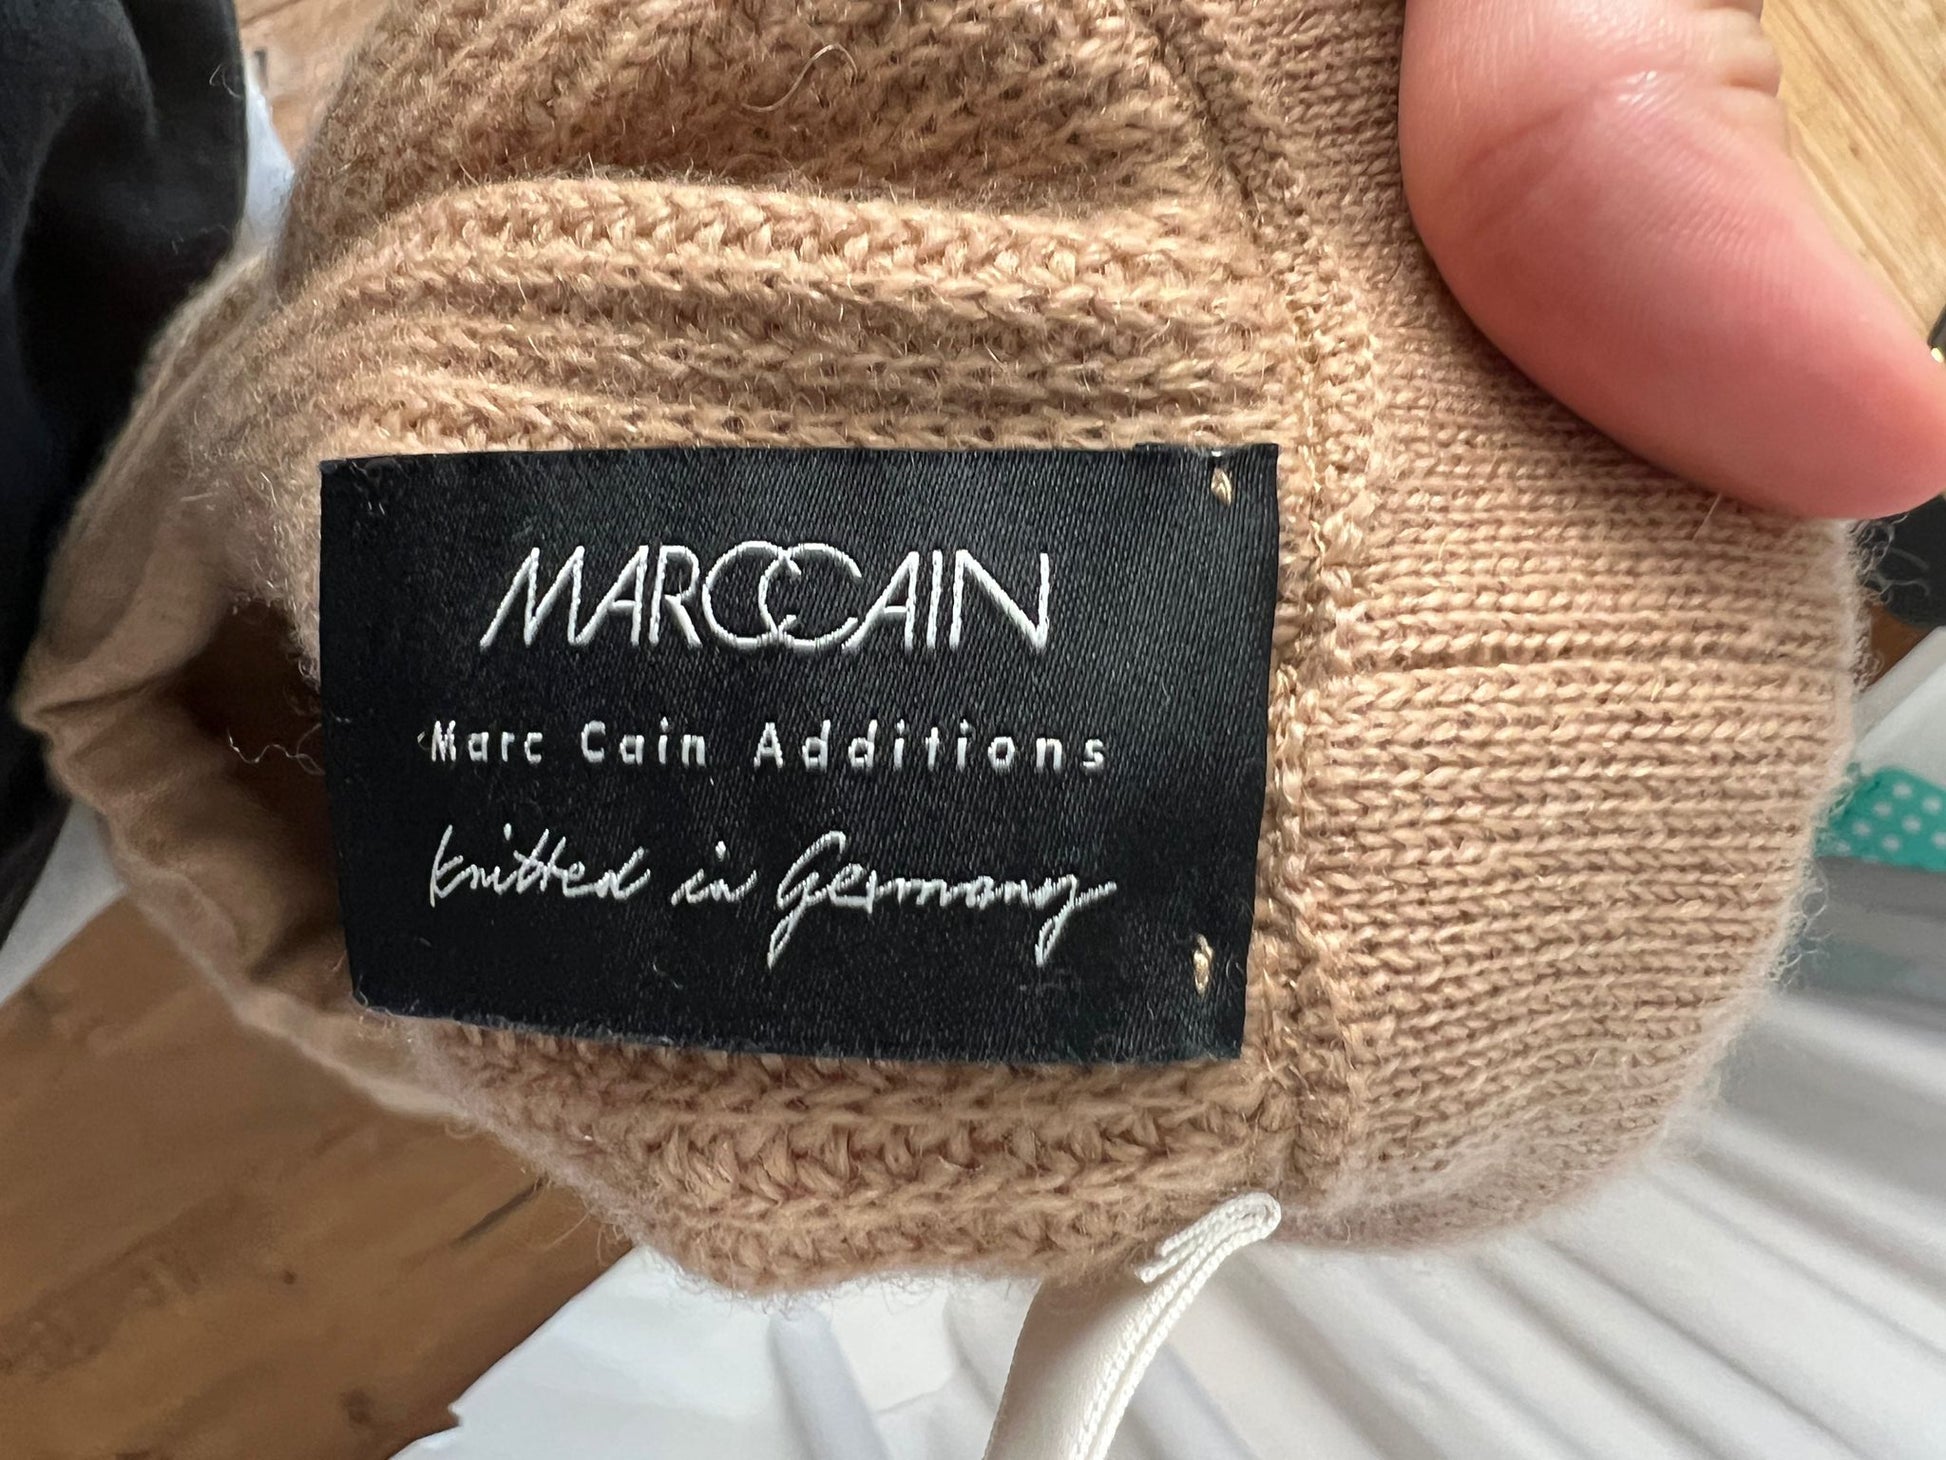 MARCCAIN
Marc Cain Additions
knitted in Germany